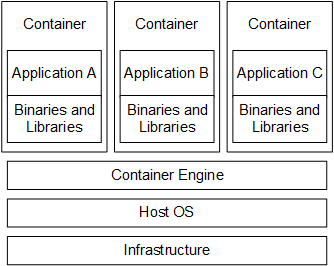 Container
Container
Container
Application A
Application B
Application C
Binaries and
Libraries
Binaries and
Libraries
Binaries and
Libraries
Container Engine
Host OS
Infrastructure